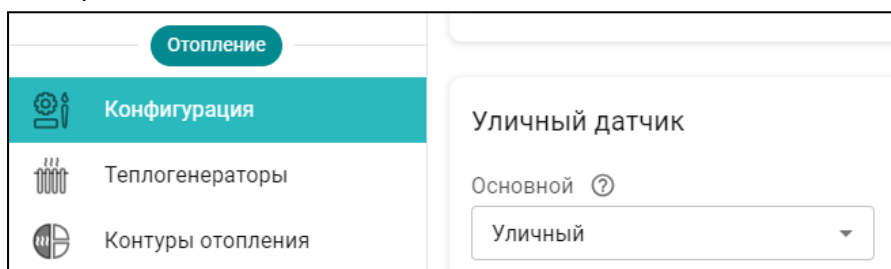 Отопление
Конфигурация
Теплогенераторы
Контуры отопления
Уличный датчик
Основной
Уличный